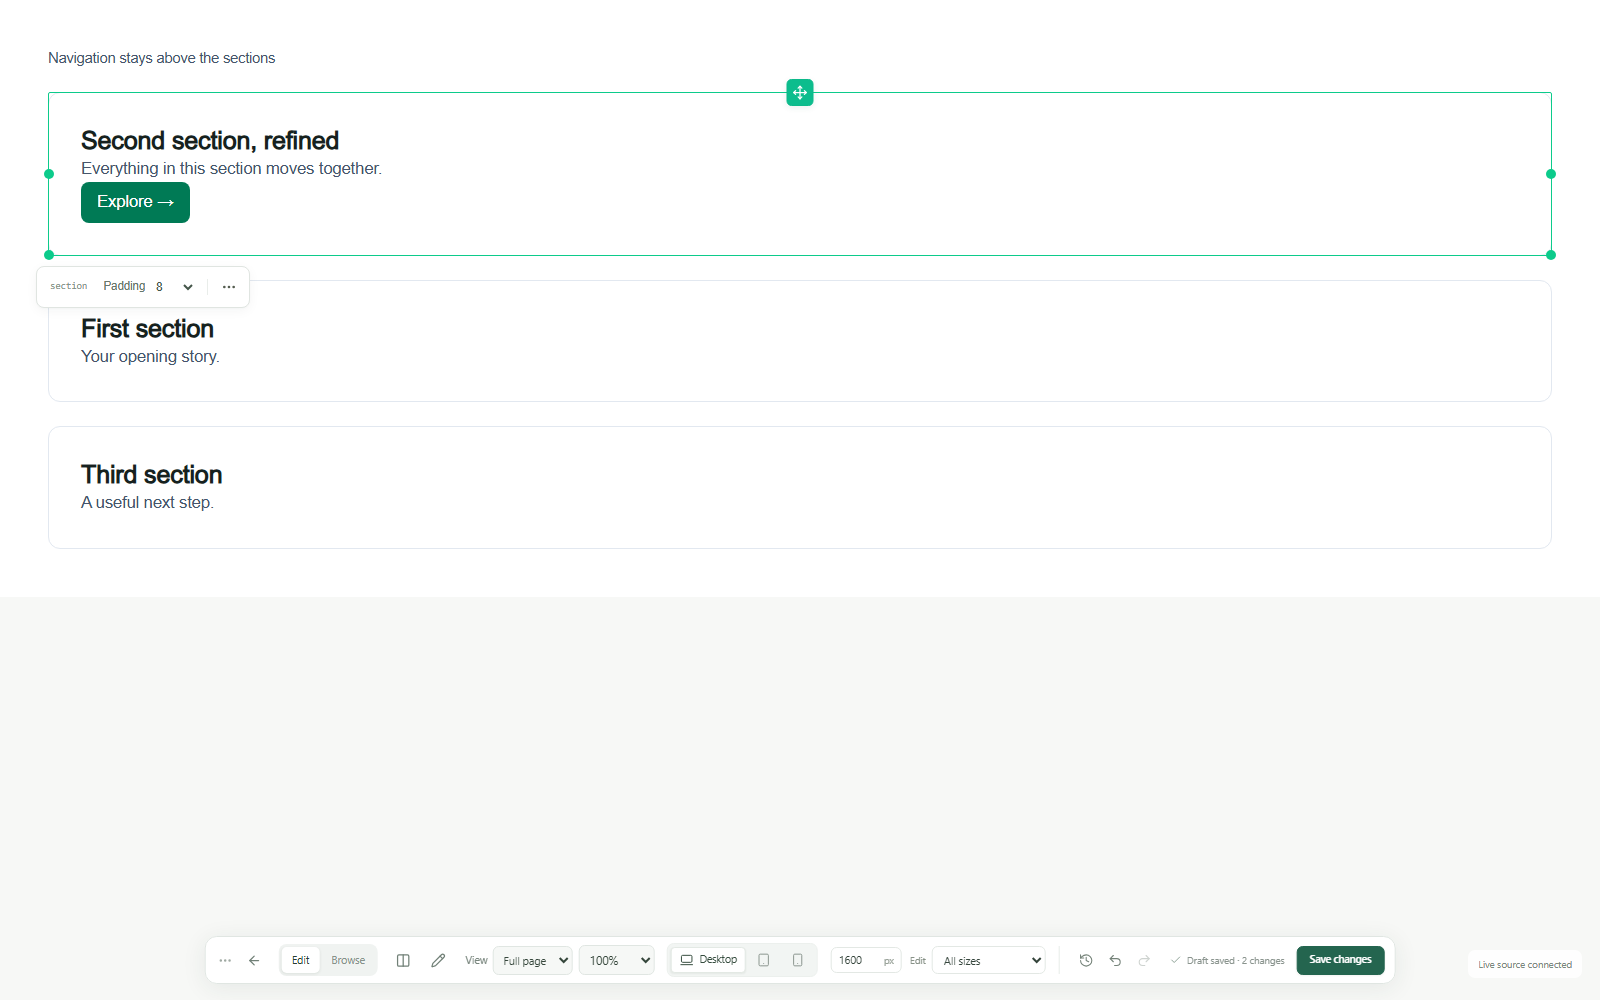 Navigation stays above the sections
Second section, refined
Everything in this section moves together.
Explore →
section Padding 8
First section
Your opening story.
Third section
A useful next step.
Edit Browse View Full page 100% Desktop 1600 px Edit All sizes Draft saved · 2 changes Save changes
Live source connected